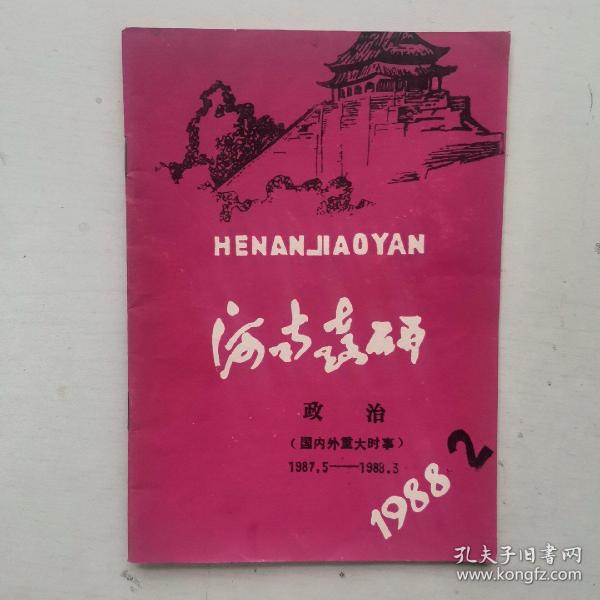 HENANJIAOYAN
河南教研
政治
(国内外重大时事)
1987.5——1988.3
1988 2
孔夫子旧书网
www.kongfz.com